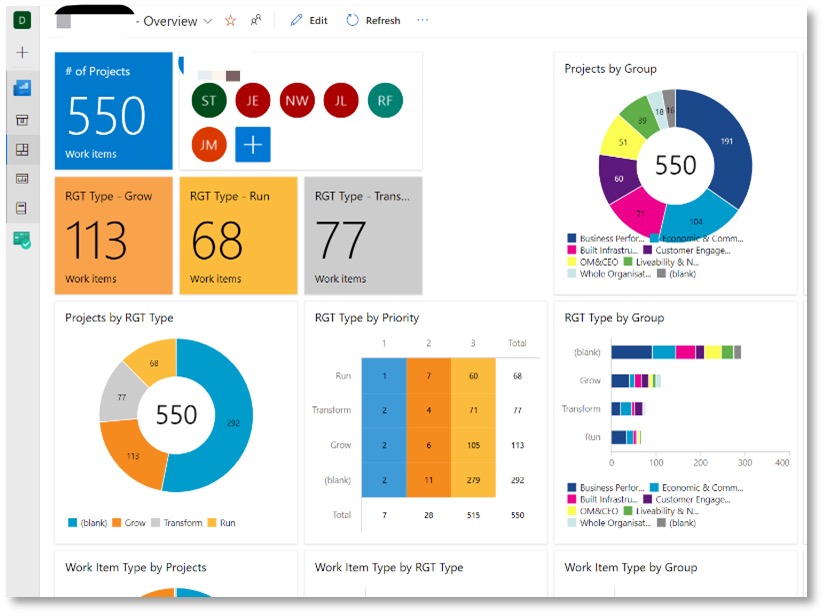 D
- Overview
Edit
Refresh
...
# of Projects
550
Work items
ST
JE
NW
JL
RF
JM
Projects by Group
191
104
71
60
51
39
18
16
550
Business Perfor...
Economic & Comm...
Built Infrastru...
Customer Engage...
OM&CEO
Liveability & N...
Whole Organisat...
(blank)
RGT Type - Grow
113
Work items
RGT Type - Run
68
Work items
RGT Type - Trans...
77
Work items
Projects by RGT Type
68
77
113
292
550
(blank)
Grow
Transform
Run
RGT Type by Priority
1 2 3 Total
Run 1 7 60 68
Transform 2 4 71 77
Grow 2 6 105 113
(blank) 2 11 279 292
Total 7 28 515 550
RGT Type by Group
(blank)
Grow
Transform
Run
0 100 200 300 400
Business Perfor...
Economic & Comm...
Built Infrastru...
Customer Engage...
OM&CEO
Liveability & N...
Whole Organisat...
(blank)
Work Item Type by Projects
Work Item Type by RGT Type
Work Item Type by Group